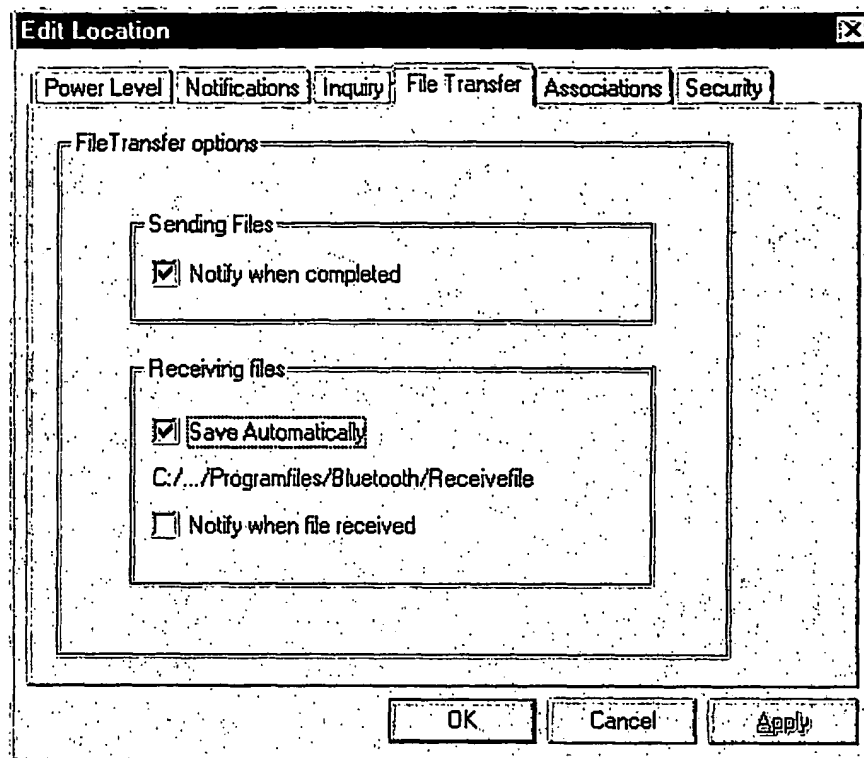 Edit Location
Power Level Notifications Inquiry File Transfer Associations Security
FileTransfer options
Sending Files
Notify when completed
Receiving files
Save Automatically
C:/.../Programfiles/Bluetooth/Receivefile
Notify when file received
OK Cancel Apply